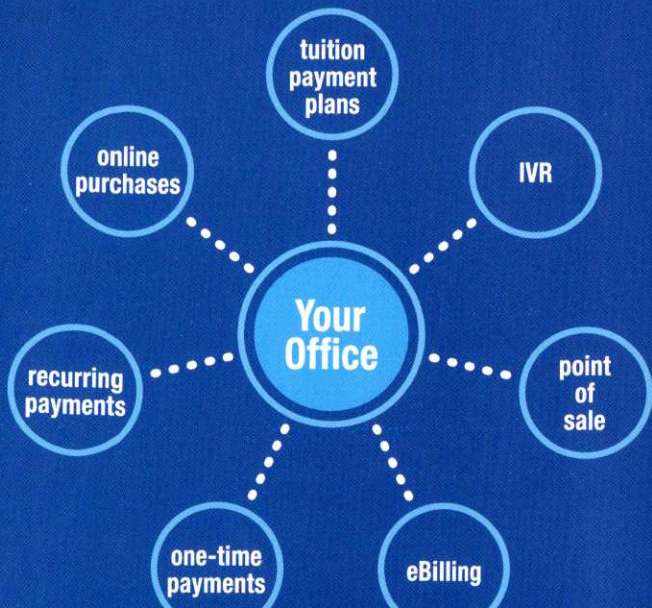 tuition
payment
plans
online
purchases
IVR
Your
Office
recurring
payments
point
of
sale
one-time
payments
eBilling